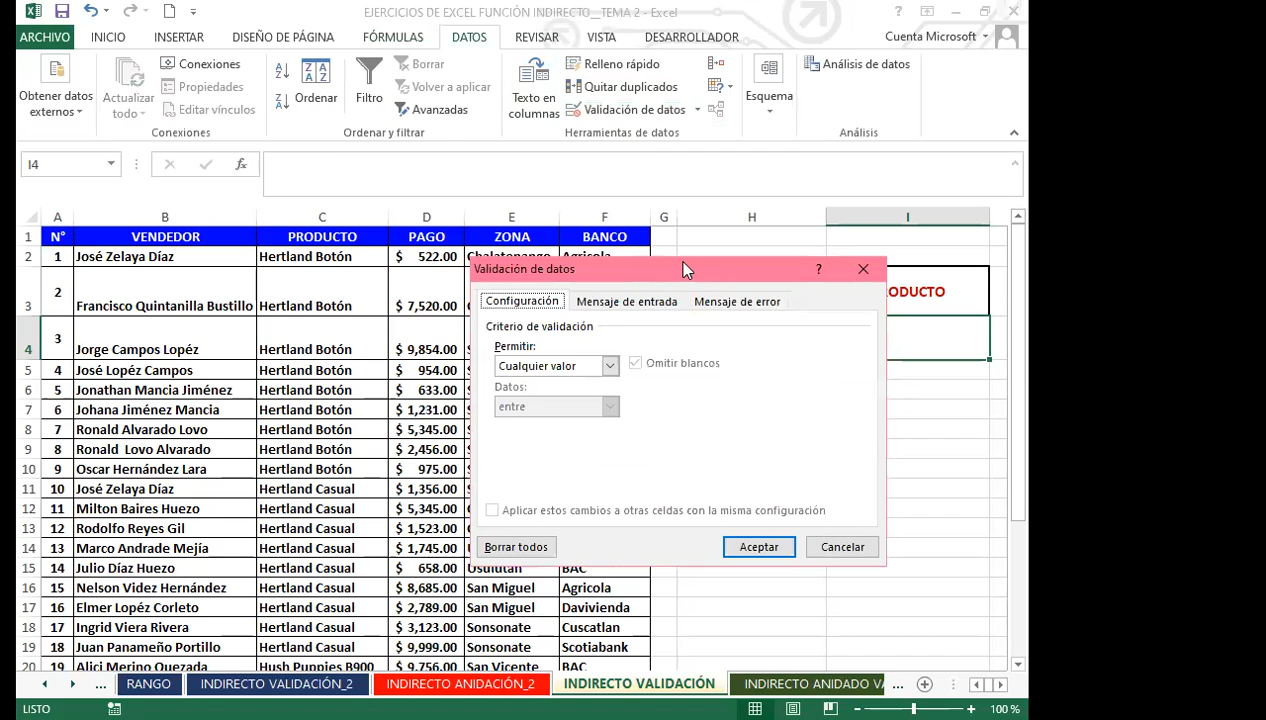 EJERCICIOS DE EXCEL FUNCIÓN INDIRECTO__TEMA 2 - Excel
ARCHIVO INICIO INSERTAR DISEÑO DE PÁGINA FÓRMULAS DATOS REVISAR VISTA DESARROLLADOR Cuenta Microsoft
Obtener datos externos
Actualizar todo
Conexiones
Propiedades
Editar vínculos
Conexiones
Ordenar
Filtro
Borrar
Volver a aplicar
Avanzadas
Ordenar y filtrar
Texto en columnas
Relleno rápido
Quitar duplicados
Validación de datos
Herramientas de datos
Esquema
Análisis de datos
Análisis
I4
fx
A B C D E F G H I
1 N° VENDEDOR PRODUCTO PAGO ZONA BANCO
2 1 José Zelaya Díaz Hertland Botón $ 522.00 Chalatenango Agricola
3 2 Francisco Quintanilla Bustillo Hertland Botón $ 7,520.00 ODUCTO
4 3 Jorge Campos Lopéz Hertland Botón $ 9,854.00
5 4 José Lopéz Campos Hertland Botón $ 954.00
6 5 Jonathan Mancia Jiménez Hertland Botón $ 633.00
7 6 Johana Jiménez Mancia Hertland Botón $ 1,231.00
8 7 Ronald Alvarado Lovo Hertland Botón $ 5,345.00
9 8 Ronald Lovo Alvarado Hertland Botón $ 2,456.00
10 9 Oscar Hernández Lara Hertland Botón $ 975.00
11 10 José Zelaya Díaz Hertland Casual $ 1,356.00
12 11 Milton Baires Huezo Hertland Casual $ 5,345.00
13 12 Rodolfo Reyes Gil Hertland Casual $ 1,523.00
14 13 Marco Andrade Mejía Hertland Casual $ 1,745.00
15 14 Julio Díaz Huezo Hertland Casual $ 658.00 Usulután BAC
16 15 Nelson Videz Hernández Hertland Casual $ 8,685.00 San Miguel Agricola
17 16 Elmer Lopéz Corleto Hertland Casual $ 2,789.00 San Miguel Davivienda
18 17 Ingrid Viera Rivera Hertland Casual $ 3,123.00 Sonsonate Cuscatlan
19 18 Juan Panameño Portillo Hertland Casual $ 9,999.00 Sonsonate Scotiabank
20 19 Alici Merino Quezada Hush Puppies B900 $ 9,756.00 San Vicente BAC
Validación de datos
Configuración Mensaje de entrada Mensaje de error
Criterio de validación
Permitir:
Cualquier valor Omitir blancos
Datos:
entre
Aplicar estos cambios a otras celdas con la misma configuración
Borrar todos Aceptar Cancelar
... RANGO INDIRECTO VALIDACIÓN_2 INDIRECTO ANIDACIÓN_2 INDIRECTO VALIDACIÓN INDIRECTO ANIDADO VA ...
LISTO 100 %